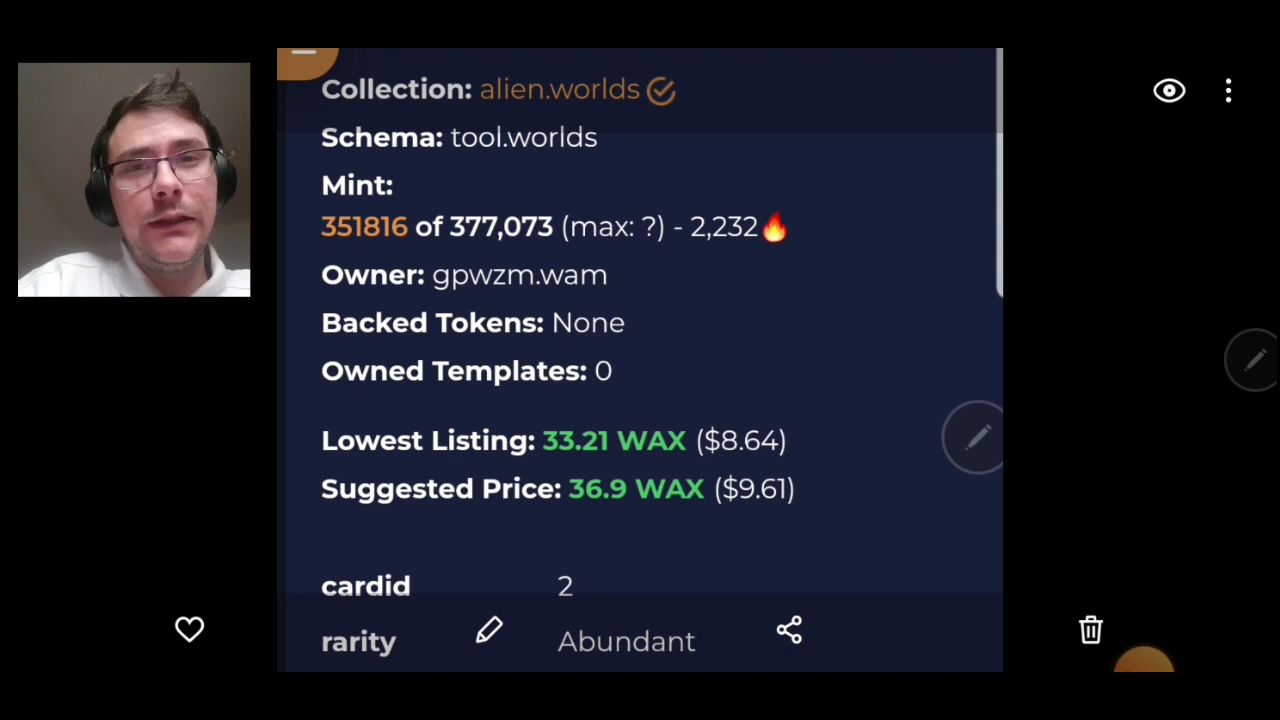 Collection: alien.worlds
Schema: tool.worlds
Mint:
351816 of 377,073 (max: ?) - 2,232🔥
Owner: gpwzm.wam
Backed Tokens: None
Owned Templates: 0
Lowest Listing: 33.21 WAX ($8.64)
Suggested Price: 36.9 WAX ($9.61)
cardid 2
rarity Abundant